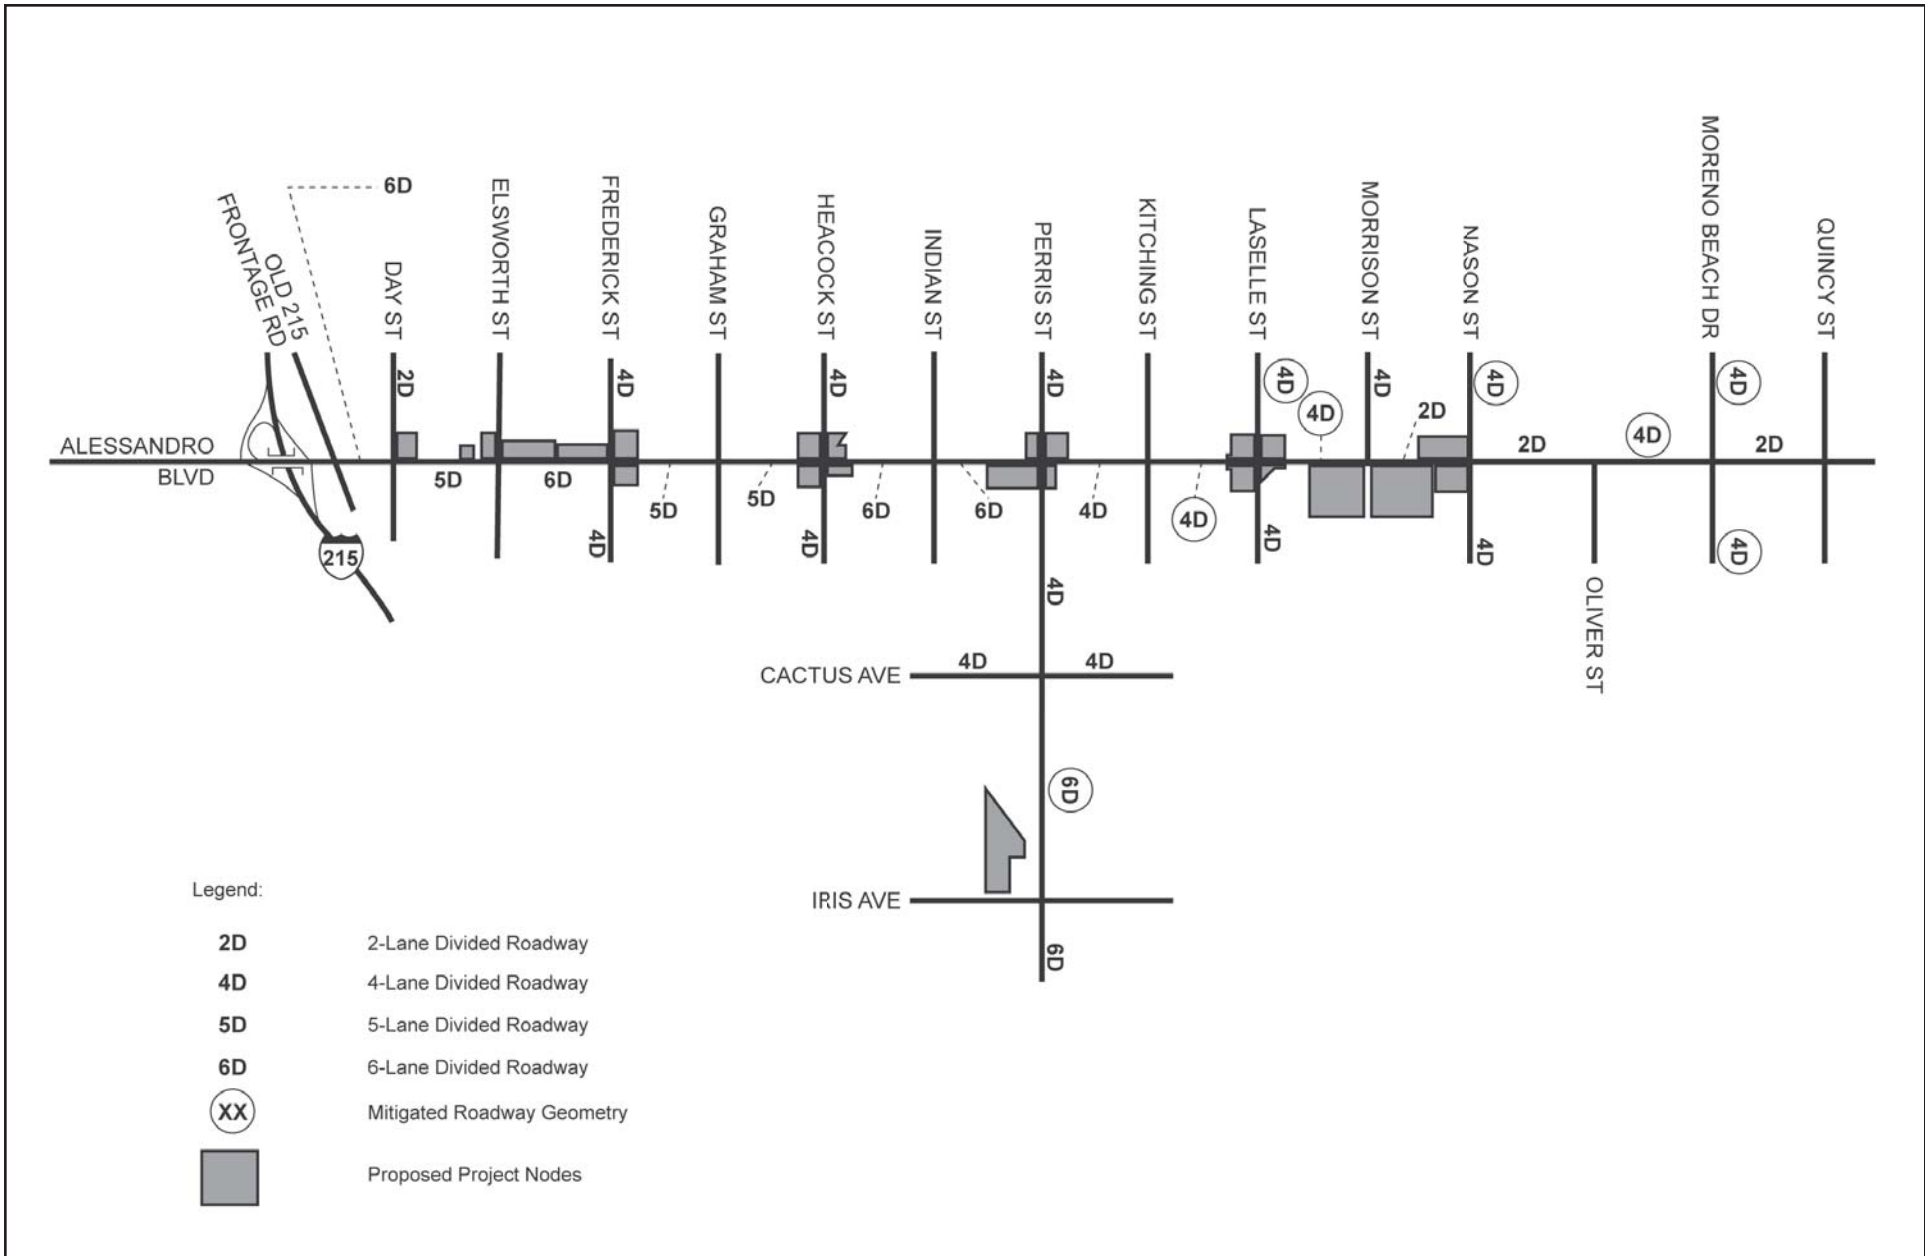 6D
FRONTAGE RD
OLD 215
DAY ST
ELSWORTH ST
FREDERICK ST
GRAHAM ST
HEACOCK ST
INDIAN ST
PERRIS ST
KITCHING ST
LASELLE ST
MORRISON ST
NASON ST
MORENO BEACH DR
QUINCY ST
2D
4D
4D
4D
4D
4D
4D
4D
4D
2D
ALESSANDRO
BLVD
5D
6D
5D
5D
6D
6D
4D
4D
2D
4D
2D
215
4D
4D
4D
4D
4D
4D
OLIVER ST
CACTUS AVE
4D
4D
6D
IRIS AVE
6D
Legend:
2D 2-Lane Divided Roadway
4D 4-Lane Divided Roadway
5D 5-Lane Divided Roadway
6D 6-Lane Divided Roadway
XX Mitigated Roadway Geometry
Proposed Project Nodes